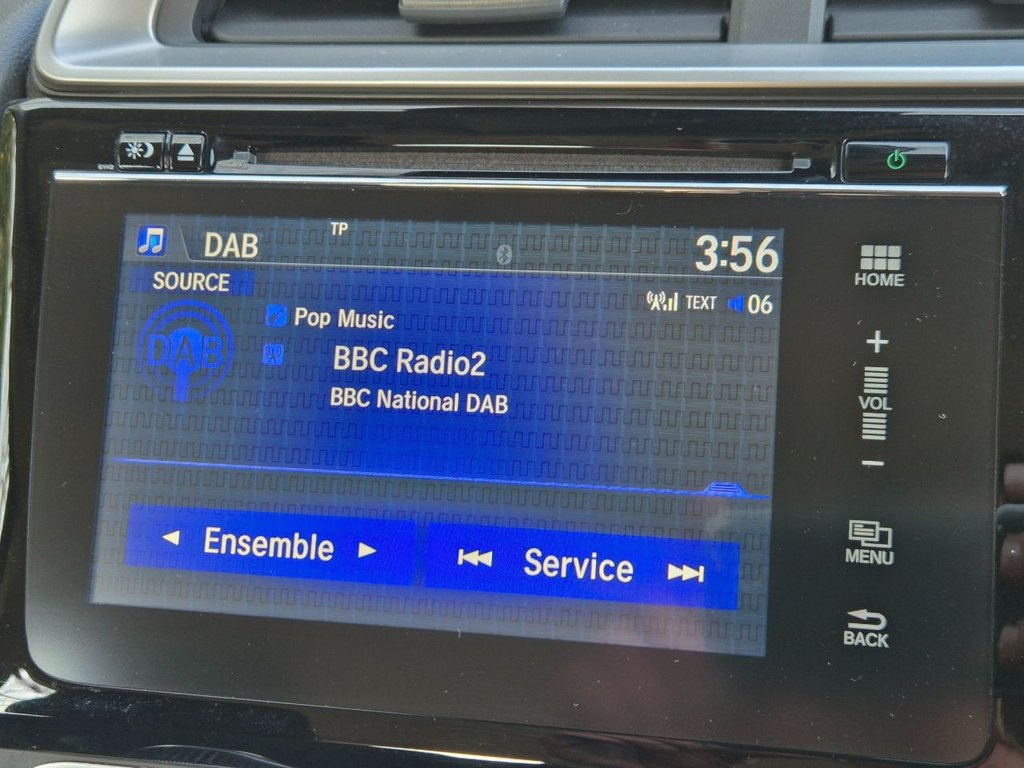 DAB
TP
3:56
SOURCE
TEXT
06
DAB
Pop Music
BBC Radio2
BBC National DAB
Ensemble
Service
HOME
+
VOL
-
MENU
BACK